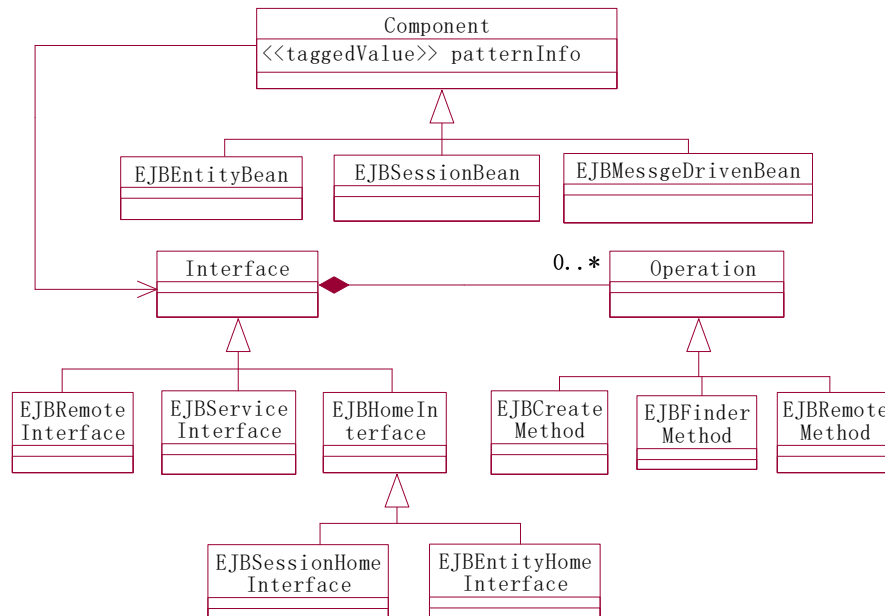 Component
<<taggedValue>> patternInfo
EJBEntityBean
EJBSessionBean
EJBMessgeDrivenBean
Interface
0..*
Operation
EJBRemote
Interface
EJBService
Interface
EJBHomeIn
terface
EJBCreate
Method
EJBFinder
Method
EJBRemote
Method
EJBSessionHome
Interface
EJBEntityHome
Interface